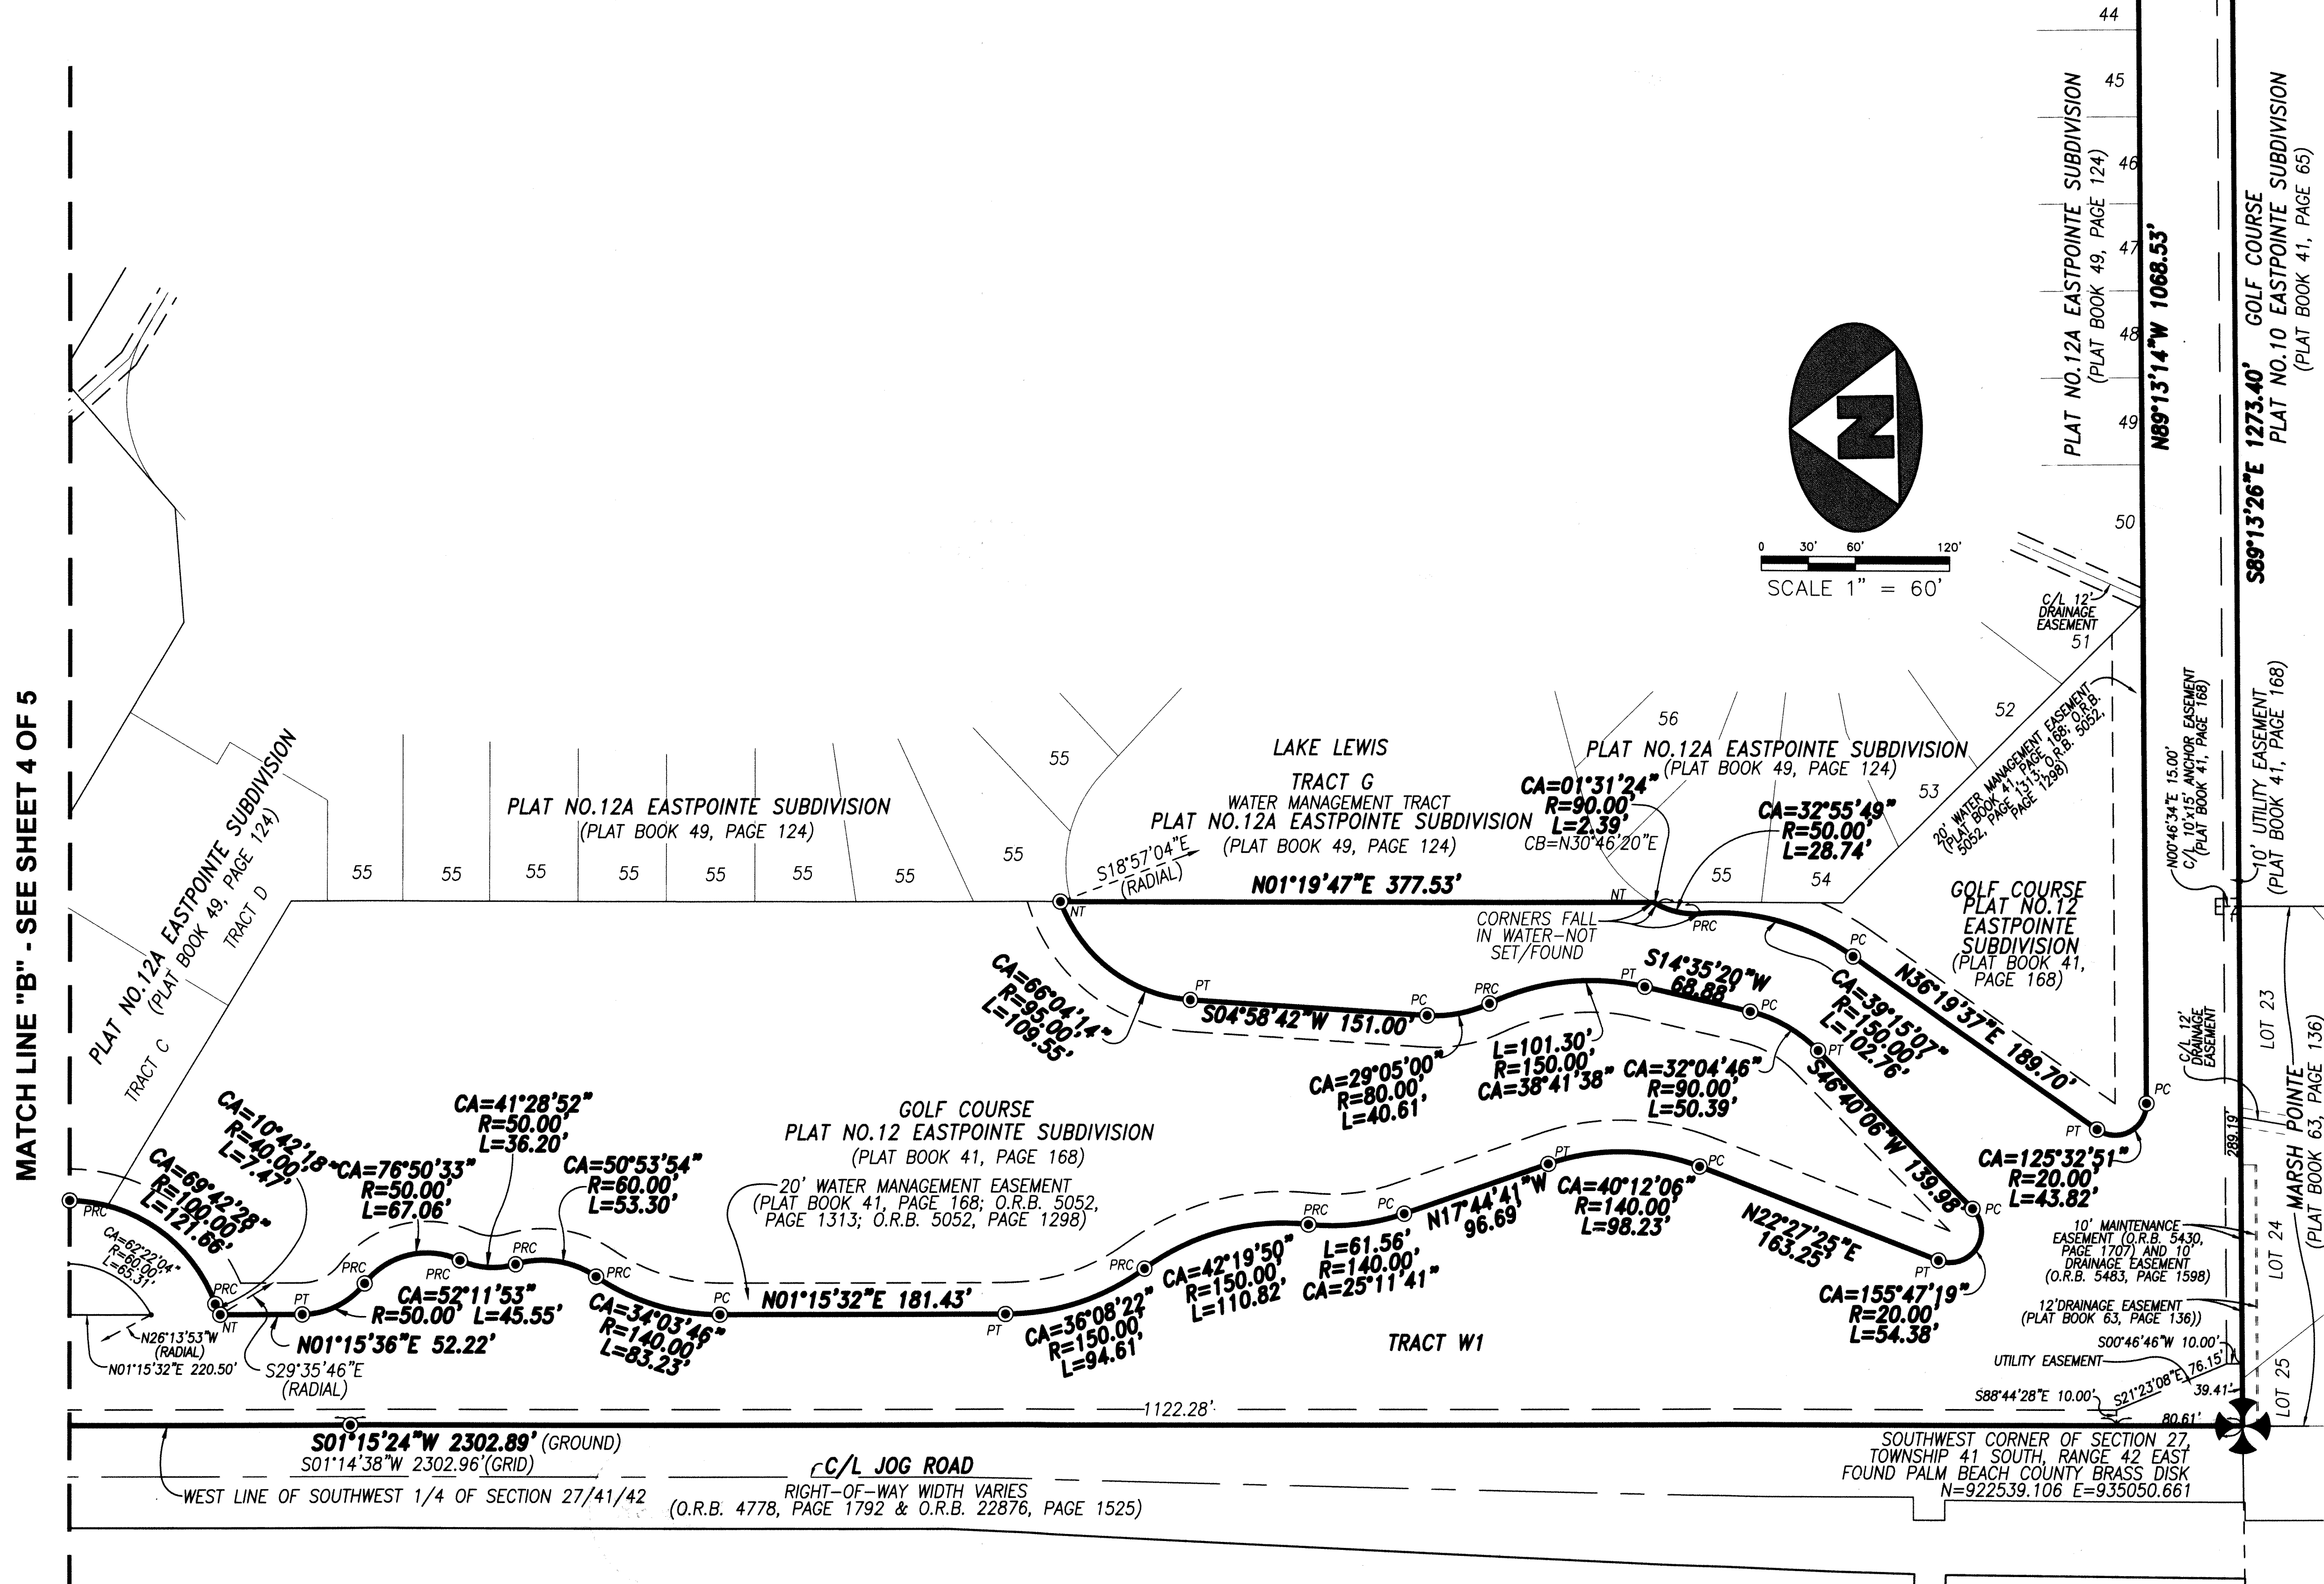 MATCH LINE "B" - SEE SHEET 4 OF 5
44
45
46
47
48
49
50
51
52
53
54
55
56
55
55
55
55
55
55
55
55
55
55
PLAT NO.12A EASTPOINTE SUBDIVISION
(PLAT BOOK 49, PAGE 124)
N89°13'14"W 1068.53'
S89°13'26"E 1273.40'
GOLF COURSE
PLAT NO.10 EASTPOINTE SUBDIVISION
(PLAT BOOK 41, PAGE 65)
N
0 30' 60' 120'
SCALE 1" = 60'
C/L 12'
DRAINAGE
EASEMENT
20' WATER MANAGEMENT EASEMENT
(PLAT BOOK 41, PAGE 168; O.R.B.
5052, PAGE 1313; O.R.B. 5052,
PAGE 1298)
N00°46'34"E 15.00'
C/L 10'x15' ANCHOR EASEMENT
(PLAT BOOK 41, PAGE 168)
10' UTILITY EASEMENT
(PLAT BOOK 41, PAGE 168)
PLAT NO.12A EASTPOINTE SUBDIVISION
(PLAT BOOK 49, PAGE 124)
TRACT D
TRACT C
PLAT NO.12A EASTPOINTE SUBDIVISION
(PLAT BOOK 49, PAGE 124)
LAKE LEWIS
TRACT G
WATER MANAGEMENT TRACT
PLAT NO.12A EASTPOINTE SUBDIVISION
(PLAT BOOK 49, PAGE 124)
S18°57'04"E
(RADIAL)
N01°19'47"E 377.53'
NT
NT
PLAT NO.12A EASTPOINTE SUBDIVISION
(PLAT BOOK 49, PAGE 124)
CA=01°31'24"
R=90.00'
L=2.39'
CB=N30°46'20"E
CA=32°55'49"
R=50.00'
L=28.74'
CORNERS FALL
IN WATER-NOT
SET/FOUND
PRC
PC
GOLF COURSE
PLAT NO.12
EASTPOINTE
SUBDIVISION
(PLAT BOOK 41,
PAGE 168)
N36°19'37"E 189.70'
CA=39°15'07"
R=150.00'
L=102.76'
CA=66°04'14"
R=95.00'
L=109.55'
PT
S04°58'42"W 151.00'
PC
PRC
PT
S14°35'20"W
68.88'
PC
PT
CA=29°05'00"
R=80.00'
L=40.61'
L=101.30'
R=150.00'
CA=38°41'38"
CA=32°04'46"
R=90.00'
L=50.39'
S46°40'06"W 139.98'
PC
PT
PC
CA=125°32'51"
R=20.00'
L=43.82'
C/L 12'
DRAINAGE
EASEMENT
289.19'
LOT 23
MARSH POINTE
(PLAT BOOK 63, PAGE 136)
LOT 24
LOT 25
CA=10°42'18"
R=40.00'
L=7.47'
CA=69°42'28"
R=100.00'
L=121.66'
CA=62°22'04"
R=60.00'
L=65.31'
PRC
PRC
NT
N26°13'53"W
(RADIAL)
N01°15'32"E 220.50'
S29°35'46"E
(RADIAL)
PT
N01°15'36"E 52.22'
CA=76°50'33"
R=50.00'
L=67.06'
CA=41°28'52"
R=50.00'
L=36.20'
CA=50°53'54"
R=60.00'
L=53.30'
PRC
PRC
PRC
PRC
CA=52°11'53"
R=50.00' L=45.55'
CA=34°03'46"
R=140.00'
L=83.23'
PC
GOLF COURSE
PLAT NO.12 EASTPOINTE SUBDIVISION
(PLAT BOOK 41, PAGE 168)
20' WATER MANAGEMENT EASEMENT
(PLAT BOOK 41, PAGE 168; O.R.B. 5052,
PAGE 1313; O.R.B. 5052, PAGE 1298)
N01°15'32"E 181.43'
PT
PRC
CA=36°08'22"
R=150.00'
L=94.61'
CA=42°19'50"
R=150.00'
L=110.82'
PRC
L=61.56'
R=140.00'
CA=25°11'41"
PC
N17°44'41"W
96.69'
PT
CA=40°12'06"
R=140.00'
L=98.23'
PC
N22°27'25"E
163.25'
PT
CA=155°47'19"
R=20.00'
L=54.38'
TRACT W1
10' MAINTENANCE
EASEMENT (O.R.B. 5430,
PAGE 1707) AND 10'
DRAINAGE EASEMENT
(O.R.B. 5483, PAGE 1598)
12'DRAINAGE EASEMENT
(PLAT BOOK 63, PAGE 136))
S00°46'46"W 10.00'
UTILITY EASEMENT
S21°23'08"E 76.15'
S88°44'28"E 10.00'
39.41'
80.61'
1122.28'
S01°15'24"W 2302.89' (GROUND)
S01°14'38"W 2302.96'(GRID)
WEST LINE OF SOUTHWEST 1/4 OF SECTION 27/41/42
C/L JOG ROAD
RIGHT-OF-WAY WIDTH VARIES
(O.R.B. 4778, PAGE 1792 & O.R.B. 22876, PAGE 1525)
SOUTHWEST CORNER OF SECTION 27,
TOWNSHIP 41 SOUTH, RANGE 42 EAST
FOUND PALM BEACH COUNTY BRASS DISK
N=922539.106 E=935050.661